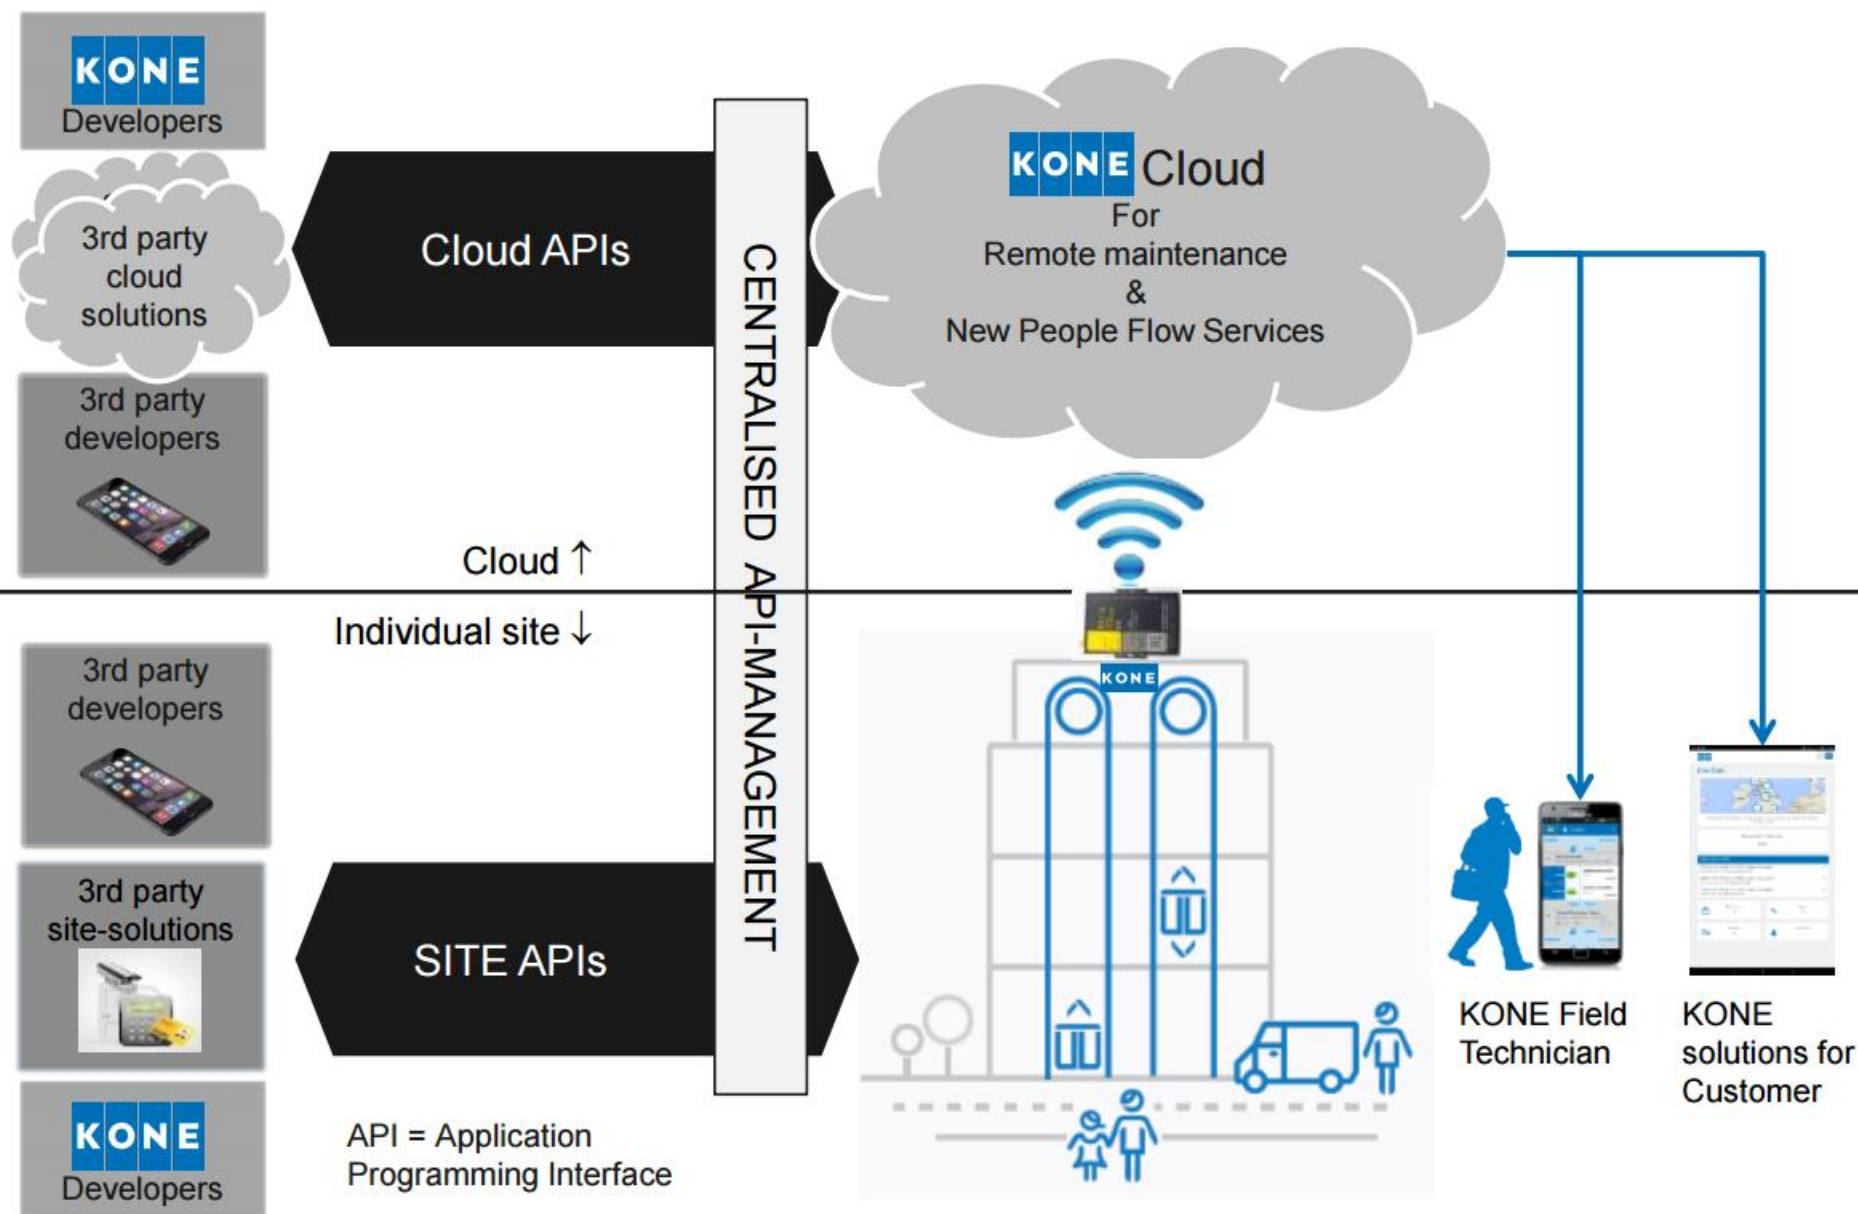 KONE
Developers
3rd party
cloud
solutions
3rd party
developers
Cloud APIs
CENTRALISED API-MANAGEMENT
KONE Cloud
For
Remote maintenance
&
New People Flow Services
Cloud ↑
Individual site ↓
3rd party
developers
3rd party
site-solutions
KONE
Developers
SITE APIs
API = Application
Programming Interface
KONE
KONE Field
Technician
KONE
solutions for
Customer